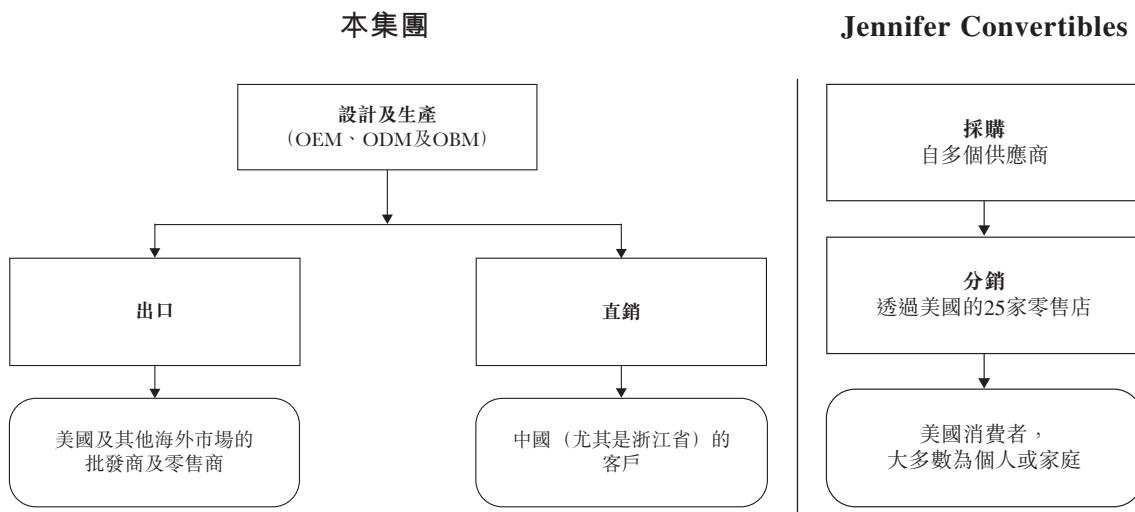 本集團
設計及生產
(OEM、ODM及OBM)
出口
直銷
美國及其他海外市場的
批發商及零售商
中國（尤其是浙江省）的
客戶
Jennifer Convertibles
採購
自多個供應商
分銷
透過美國的25家零售店
美國消費者，
大多數為個人或家庭